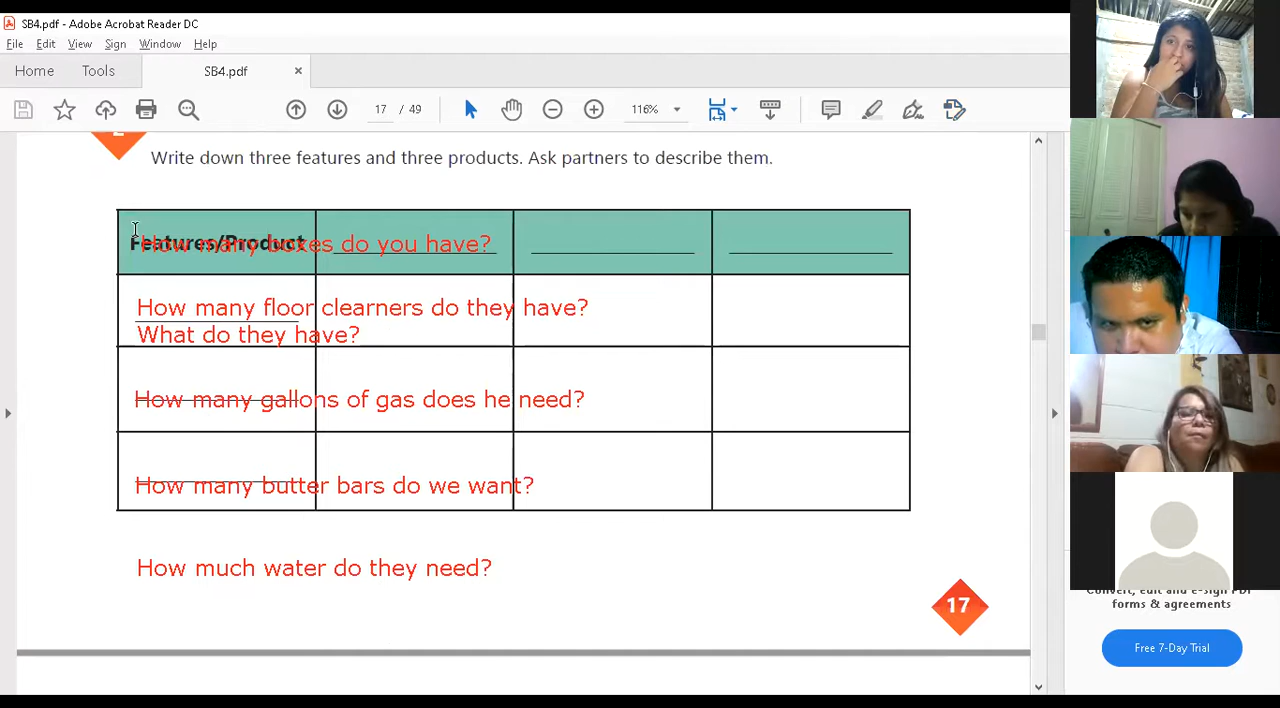 SB4.pdf - Adobe Acrobat Reader DC
File Edit View Sign Window Help
Home Tools SB4.pdf ×
17 / 49 116%
Write down three features and three products. Ask partners to describe them.
Features/Product
How many boxes do you have?
How many floor clearners do they have?
What do they have?
How many gallons of gas does he need?
How many butter bars do we want?
How much water do they need?
17
Convert, edit and e-sign PDF
forms & agreements
Free 7-Day Trial